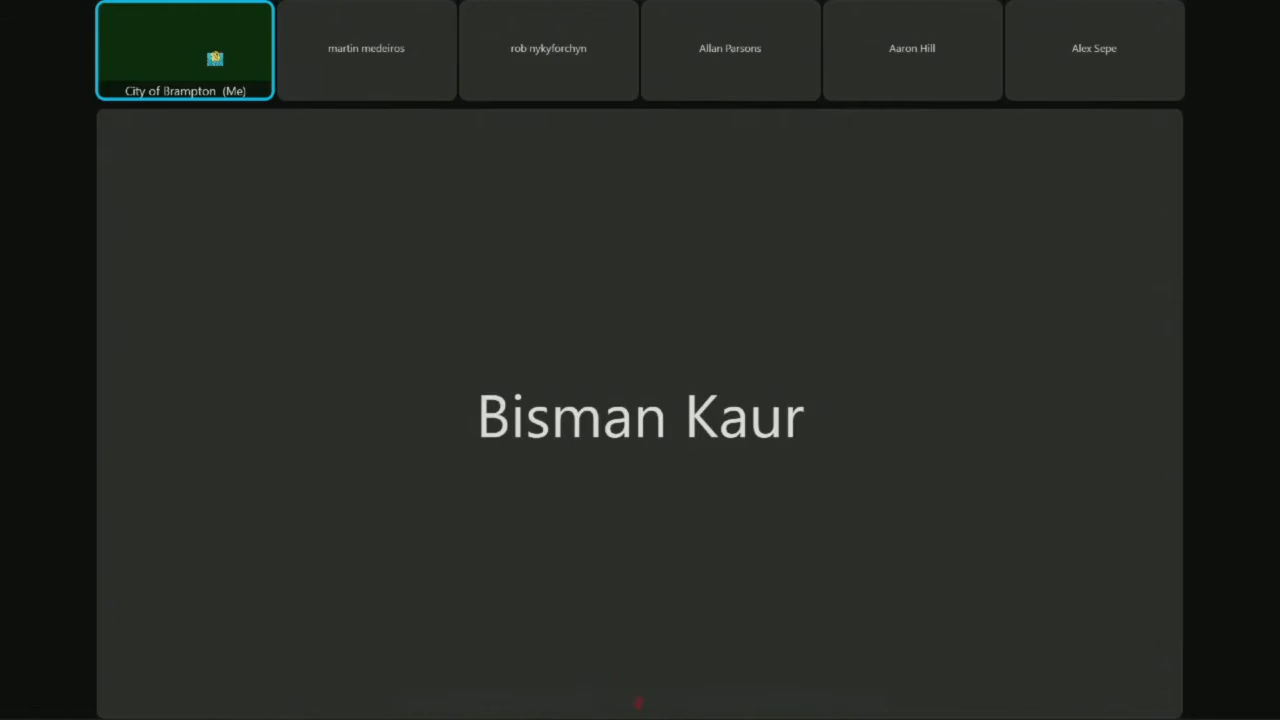 City of Brampton (Me)
martin medeiros
rob nykyforchyn
Allan Parsons
Aaron Hill
Alex Sepe
Bisman Kaur